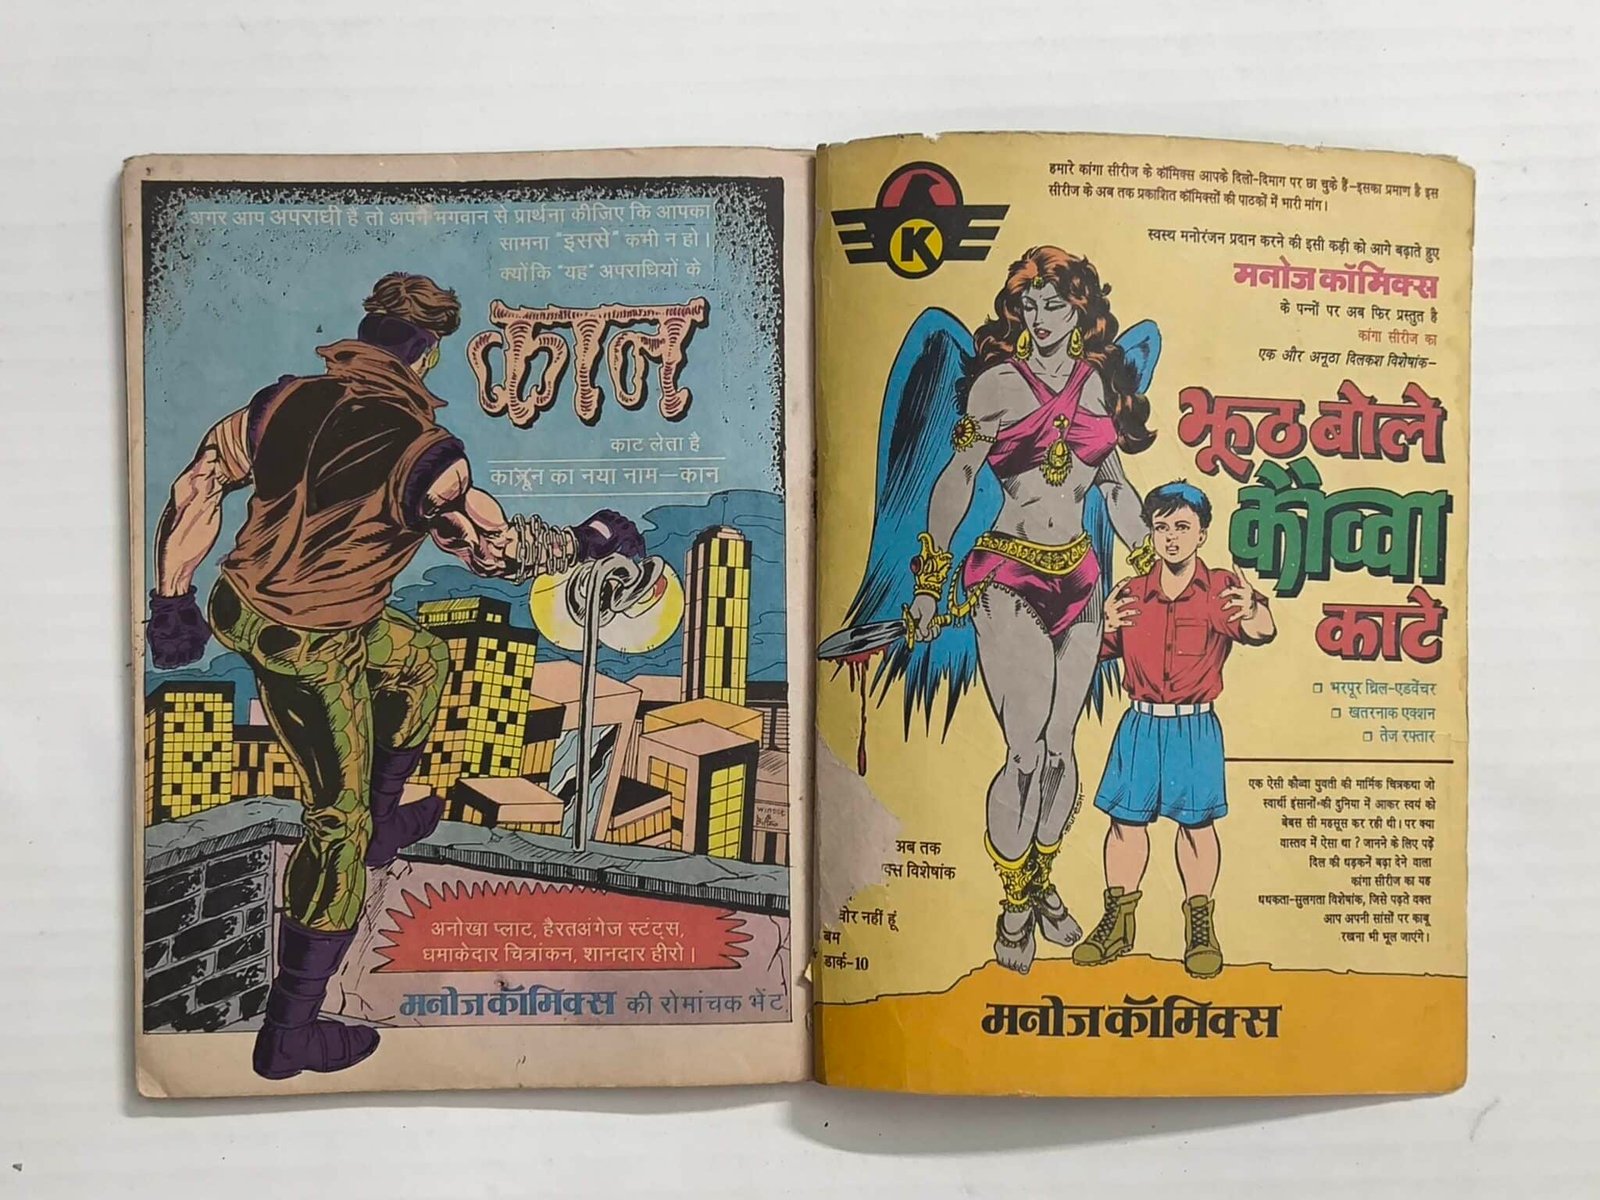 अगर आप अपराधी हैं तो अपने भगवान से प्रार्थना कीजिए कि आपका
सामना "इससे" कभी न हो।
क्योंकि "यह" अपराधियों के
कान
काट लेता है
कानून का नया नाम—कान
अनोखा प्लाट, हैरतअंगेज स्टंट्स,
धमाकेदार चित्रांकन, शानदार हीरो।
मनोज कॉमिक्स की रोमांचक भेंट
K
हमारे कांगा सीरीज के कॉमिक्स आपके दिलो-दिमाग पर छा चुके हैं-इसका प्रमाण है इस
सीरीज के अब तक प्रकाशित कॉमिक्सों की पाठकों में भारी मांग।
स्वस्थ मनोरंजन प्रदान करने की इसी कड़ी को आगे बढ़ाते हुए
मनोज कॉमिक्स
के पन्नों पर अब फिर प्रस्तुत है
कांगा सीरीज का
एक और अनूठा दिलकश विशेषांक-
झूठ बोले
कौव्वा
काटे
भरपूर थ्रिल-एडवेंचर
खतरनाक एक्शन
तेज रफ्तार
एक ऐसी कौव्वा युवती की मार्मिक चित्रकथा जो
स्वार्थी इंसानों की दुनिया में आकर स्वयं को
बेबस सी महसूस कर रही थी। पर क्या
वास्तव में ऐसा था? जानने के लिए पढ़ें
दिल की धड़कनें बढ़ा देने वाला
कांगा सीरीज का यह
धधकता-सुलगता विशेषांक, जिसे पढ़ते वक्त
आप अपनी सांसों पर काबू
रखना भी भूल जाएंगे।
SURESH
अब तक
क्स विशेषांक
चोर नहीं हूं
बम
डार्क-10
मनोज कॉमिक्स